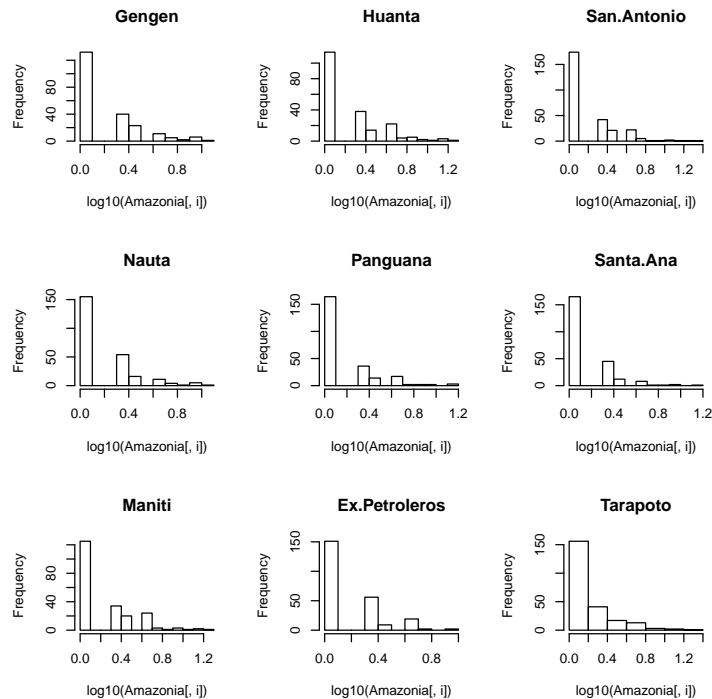 Gengen
Frequency
80
40
0
0.0 0.4 0.8
log10(Amazonia[, i])
Huanta
Frequency
80
40
0
0.0 0.4 0.8 1.2
log10(Amazonia[, i])
San.Antonio
Frequency
150
50
0
0.0 0.4 0.8 1.2
log10(Amazonia[, i])
Nauta
Frequency
150
50
0
0.0 0.4 0.8
log10(Amazonia[, i])
Panguana
Frequency
150
50
0
0.0 0.4 0.8 1.2
log10(Amazonia[, i])
Santa.Ana
Frequency
150
50
0
0.0 0.4 0.8 1.2
log10(Amazonia[, i])
Maniti
Frequency
80
40
0
0.0 0.4 0.8 1.2
log10(Amazonia[, i])
Ex.Petroleros
Frequency
150
50
0
0.0 0.4 0.8
log10(Amazonia[, i])
Tarapoto
Frequency
150
50
0
0.0 0.4 0.8 1.2
log10(Amazonia[, i])